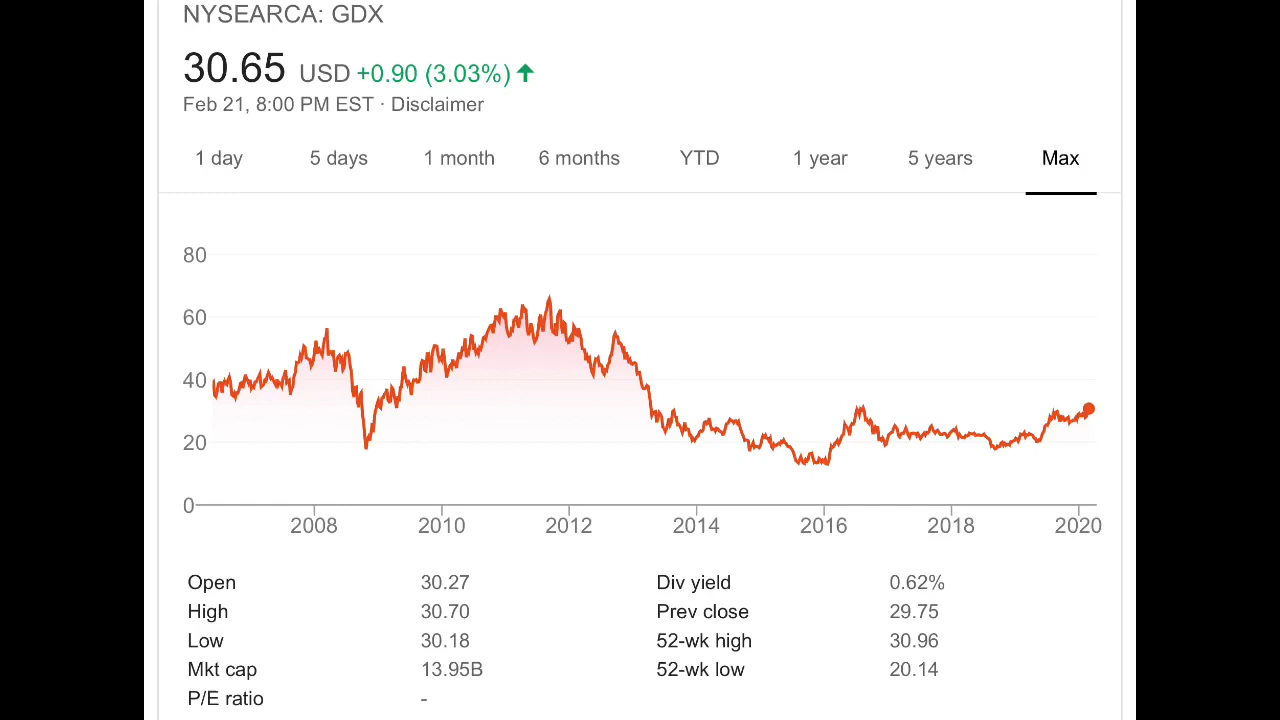 NYSEARCA: GDX
30.65 USD +0.90 (3.03%)
Feb 21, 8:00 PM EST · Disclaimer
1 day 5 days 1 month 6 months YTD 1 year 5 years Max
80
60
40
20
0
2008 2010 2012 2014 2016 2018 2020
Open 30.27 Div yield 0.62%
High 30.70 Prev close 29.75
Low 30.18 52-wk high 30.96
Mkt cap 13.95B 52-wk low 20.14
P/E ratio -